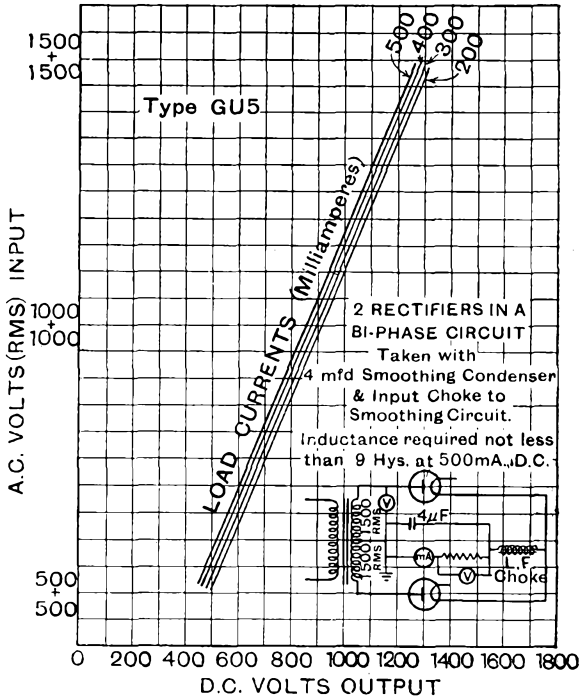 1500
+
1500
500
400
300
200
Type GU5
LOAD CURRENTS (Milliamperes)
A.C. VOLTS (RMS) INPUT
1000
+
1000
2 RECTIFIERS IN A
BI-PHASE CIRCUIT
Taken with
4 mfd Smoothing Condenser
& Input Choke to
Smoothing Circuit.
Inductance required not less
than 9 Hys. at 500mA. D.C.
V
1500 1500
RMS RMS
4µF
mA
V
L.F.
Choke
500
+
500
0 200 400 600 800 1000 1200 1400 1600 1800
D.C. VOLTS OUTPUT